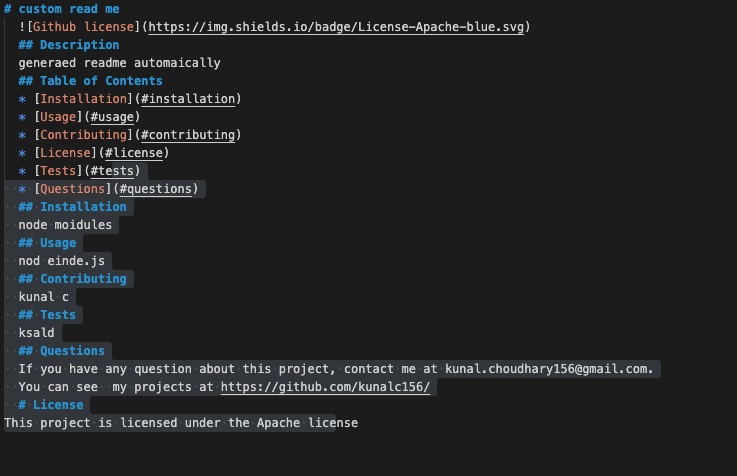 # custom read me
![Github license](https://img.shields.io/badge/License-Apache-blue.svg)
## Description
generaed readme automaically
## Table of Contents
* [Installation](#installation)
* [Usage](#usage)
* [Contributing](#contributing)
* [License](#license)
* [Tests](#tests)
* [Questions](#questions)
## Installation
node moidules
## Usage
nod einde.js
## Contributing
kunal c
## Tests
ksald
## Questions
If you have any question about this project, contact me at kunal.choudhary156@gmail.com.
You can see  my projects at https://github.com/kunalc156/
# License
This project is licensed under the Apache license